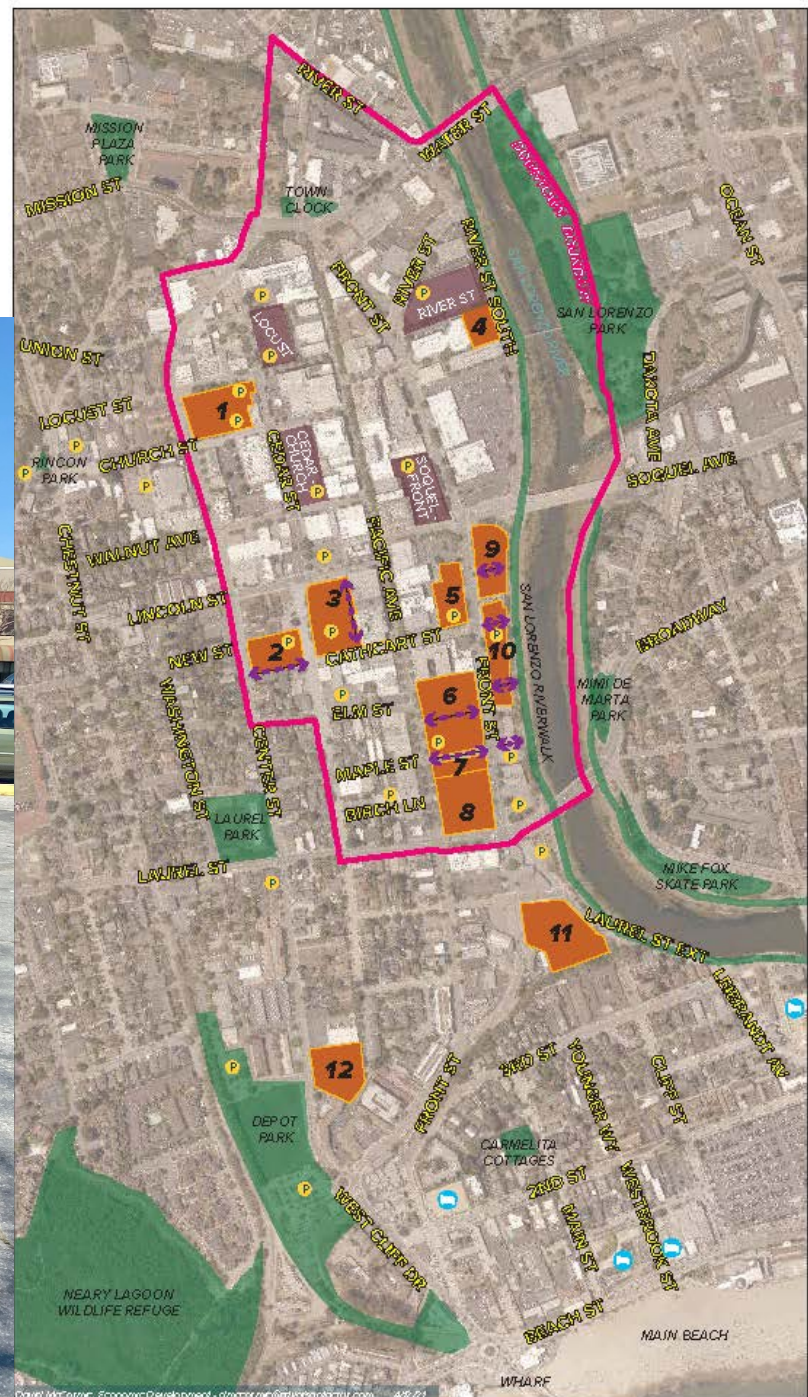 RIVER ST
WATER ST
MISSION
PLAZA
PARK
MISSION ST
TOWN
CLOCK
OCEAN ST
FRONT ST
RIVER ST
RIVER ST SOUTH
P
RIVER ST
P
LOCUST
P
4
SAN LORENZO
PARK
UNION ST
DAKOTA AVE
LOCUST ST
P
1
P
CHURCH ST
P
P
RINCON
PARK
P
CEDAR ST
CEDAR -
CHURCH
P
P
SOQUEL -
FRONT
SOQUEL AVE
CHESTNUT ST
WALNUT AVE
PACIFIC AVE
P
9
LINCOLN ST
3
P
5
P
CATHCART ST
P
10
SAN LORENZO RIVERWALK
BROADWAY
NEW ST
2
P
WASHINGTON ST
CENTER ST
P
ELM ST
6
P
FRONT ST
MIMI DE
MARTA
PARK
MAPLE ST
7
P
BIRCH LN
P
8
P
LAUREL
PARK
LAUREL ST
P
P
MIKE FOX
SKATE PARK
11
LAUREL ST EXT
LEIBRANDT AV
12
P
FRONT ST
3RD ST
YOUNGER WY
CLIFF ST
DEPOT
PARK
CARMELITA
COTTAGES
P
2ND ST
WEST CLIFF DR
MAIN ST
WESTBROOK ST
NEARY LAGOON
WILDLIFE REFUGE
BEACH ST
MAIN BEACH
WHARF